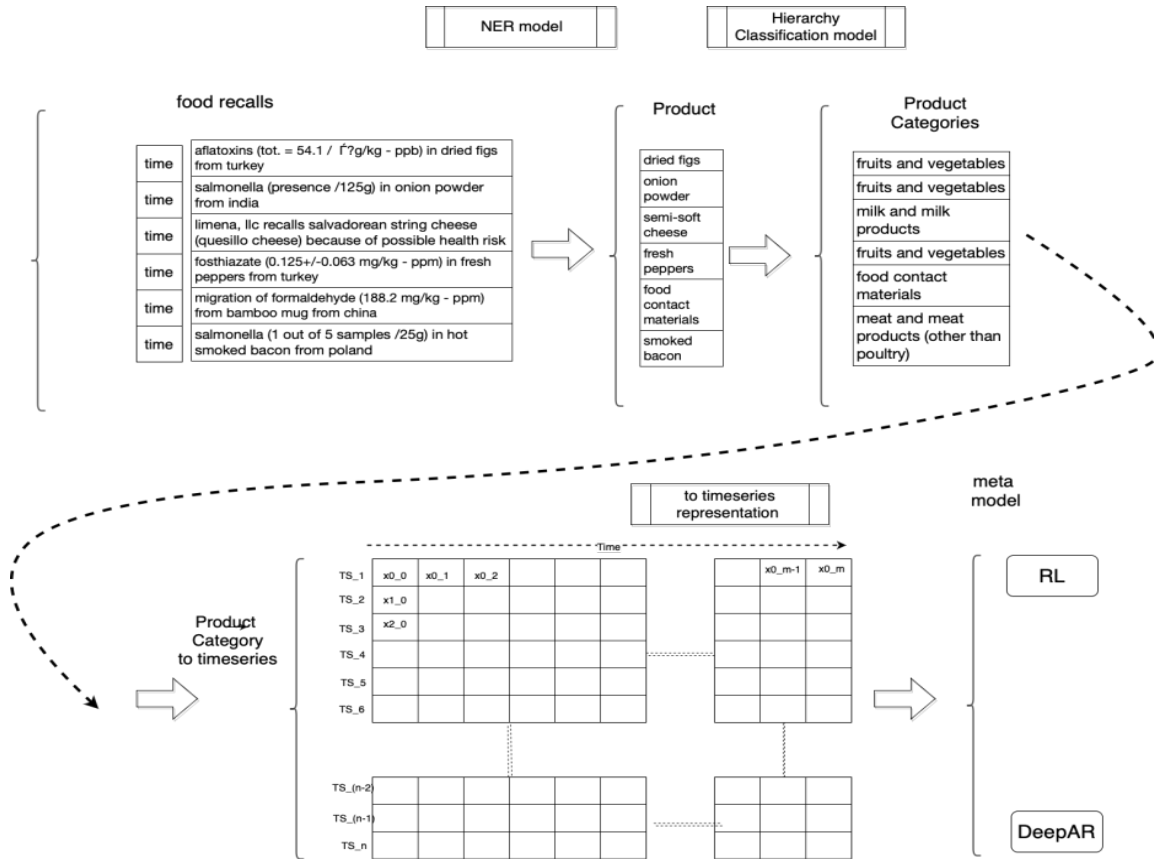 NER model
Hierarchy
Classification model
food recalls
Product
Product
Categories
time
aflatoxins (tot. = 54.1 / Ѓ?g/kg - ppb) in dried figs
from turkey
time
salmonella (presence /125g) in onion powder
from india
time
limena, llc recalls salvadorean string cheese
(quesillo cheese) because of possible health risk
time
fosthiazate (0.125+/-0.063 mg/kg - ppm) in fresh
peppers from turkey
time
migration of formaldehyde (188.2 mg/kg - ppm)
from bamboo mug from china
time
salmonella (1 out of 5 samples /25g) in hot
smoked bacon from poland
dried figs
onion
powder
semi-soft
cheese
fresh
peppers
food
contact
materials
smoked
bacon
fruits and vegetables
fruits and vegetables
milk and milk
products
fruits and vegetables
food contact
materials
meat and meat
products (other than
poultry)
to timeseries
representation
meta
model
Time
Product
Category
to timeseries
TS_1 x0_0 x0_1 x0_2 x0_m-1 x0_m
TS_2 x1_0
TS_3 x2_0
TS_4
TS_5
TS_6
TS_(n-2)
TS_(n-1)
TS_n
RL
DeepAR